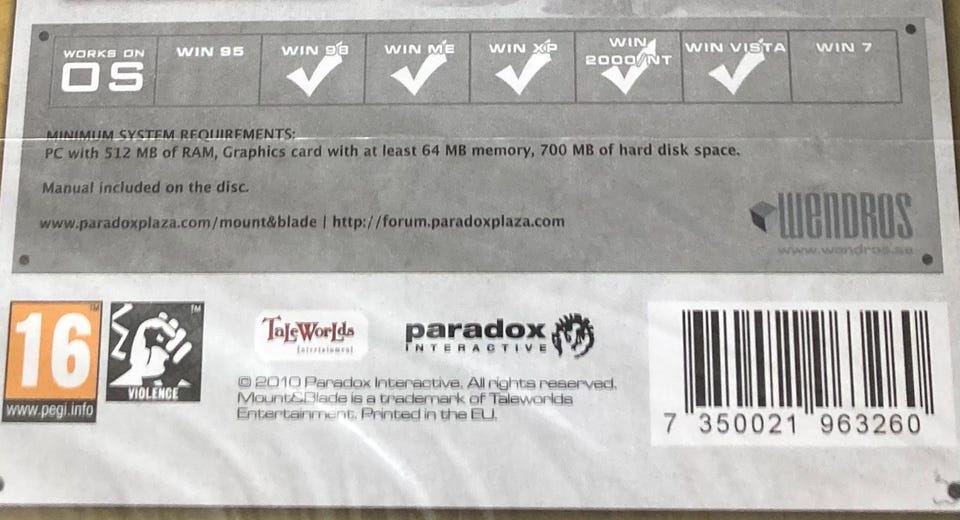 WORKS ON
OS
WIN 95
WIN 98
WIN ME
WIN XP
WIN
2000/NT
WIN VISTA
WIN 7
MINIMUM SYSTEM REQUIREMENTS:
PC with 512 MB of RAM, Graphics card with at least 64 MB memory, 700 MB of hard disk space.
Manual included on the disc.
www.paradoxplaza.com/mount&blade | http://forum.paradoxplaza.com
WENDROS
www.wendros.se
16
TM
www.pegi.info
TM
VIOLENCE
TaleWorlds
Entertainment
paradox
INTERACTIVE
© 2010 Paradox Interactive. All rights reserved.
Mount&Blade is a trademark of Taleworlds
Entertainment. Printed in the EU.
7 350021 963260